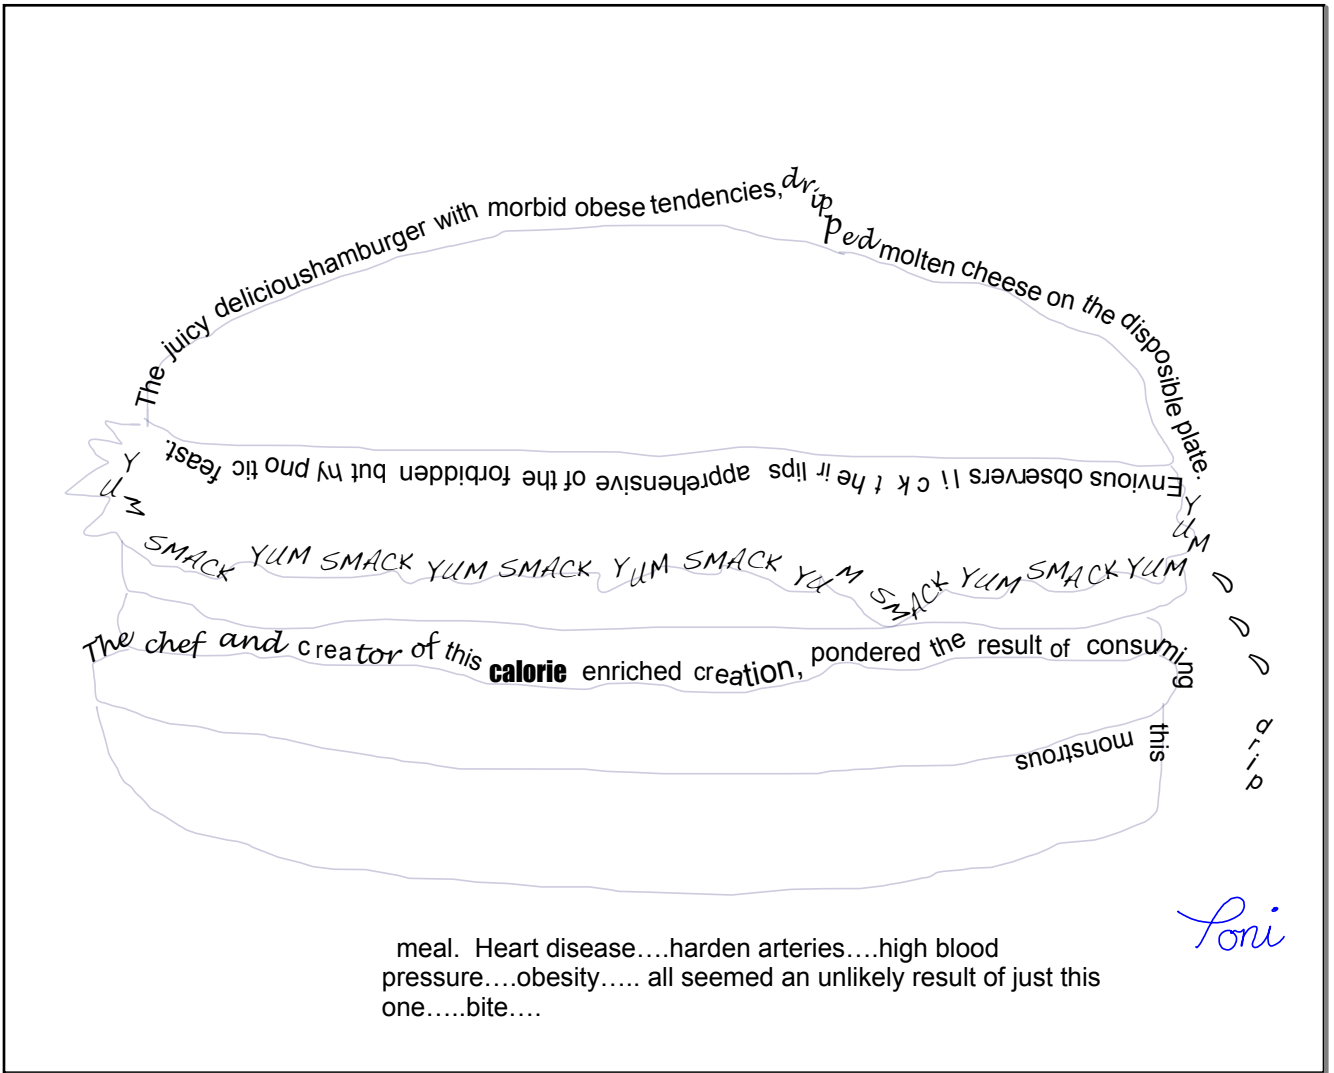 The juicy delicioushamburger with morbid obese tendencies, dripped molten cheese on the disposible plate.
Envious observers li c k t he ir lips apprehensive of the forbidden but hy pno tic feast.
YUM
SMACK YUM SMACK YUM SMACK YUM SMACK YUM SMACK YUM SMACK YUM
YUM
The chef and creator of this calorie enriched creation, pondered the result of consuming
this
monstrous
drip
meal. Heart disease….harden arteries….high blood
pressure….obesity….. all seemed an unlikely result of just this
one…..bite….
Toni